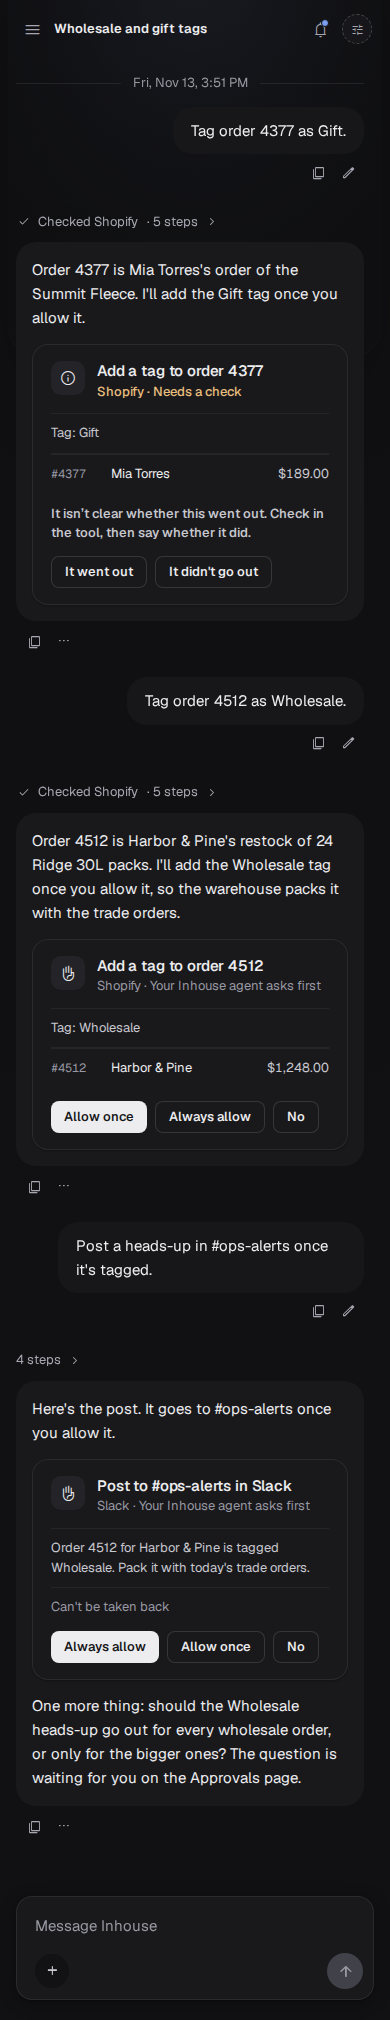 Wholesale and gift tags
Fri, Nov 13, 3:51 PM
Tag order 4377 as Gift.
Checked Shopify · 5 steps
Order 4377 is Mia Torres's order of the
Summit Fleece. I'll add the Gift tag once you
allow it.
Add a tag to order 4377
Shopify · Needs a check
Tag: Gift
#4377 Mia Torres $189.00
It isn't clear whether this went out. Check in
the tool, then say whether it did.
It went out It didn't go out
Tag order 4512 as Wholesale.
Checked Shopify · 5 steps
Order 4512 is Harbor & Pine's restock of 24
Ridge 30L packs. I'll add the Wholesale tag
once you allow it, so the warehouse packs it
with the trade orders.
Add a tag to order 4512
Shopify · Your Inhouse agent asks first
Tag: Wholesale
#4512 Harbor & Pine $1,248.00
Allow once Always allow No
Post a heads-up in #ops-alerts once
it's tagged.
4 steps
Here's the post. It goes to #ops-alerts once
you allow it.
Post to #ops-alerts in Slack
Slack · Your Inhouse agent asks first
Order 4512 for Harbor & Pine is tagged
Wholesale. Pack it with today's trade orders.
Can't be taken back
Always allow Allow once No
One more thing: should the Wholesale
heads-up go out for every wholesale order,
or only for the bigger ones? The question is
waiting for you on the Approvals page.
Message Inhouse